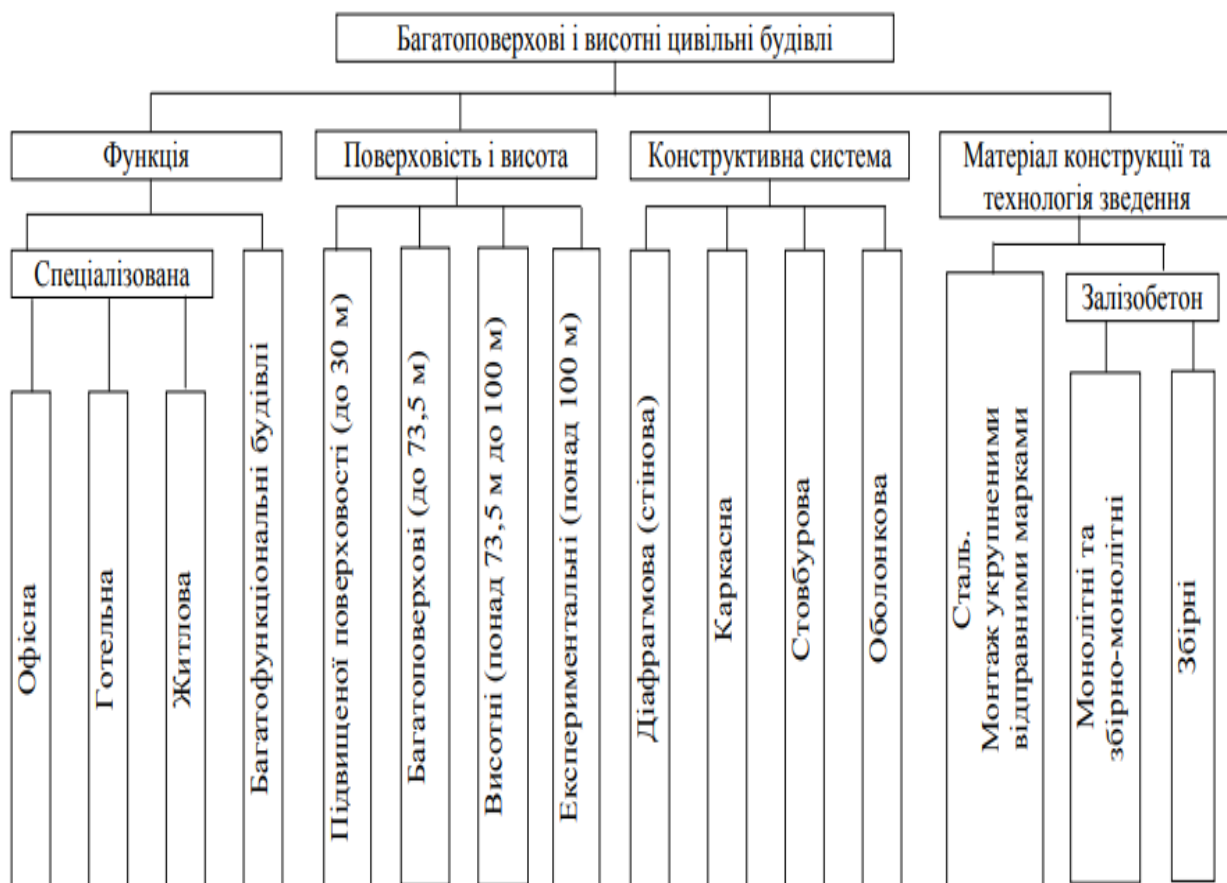 Багатоповерхові і висотні цивільні будівлі
Функція
Поверховість і висота
Конструктивна система
Матеріал конструкції та
технологія зведення
Спеціалізована
Офісна
Готельна
Житлова
Багатофункціональні будівлі
Підвищеної поверховості (до 30 м)
Багатоповерхові (до 73,5 м)
Висотні (понад 73,5 м до 100 м)
Експериментальні (понад 100 м)
Діафрагмова (стінова)
Каркасна
Стовбурова
Оболонкова
Сталь.
Монтаж укрупненими
відправними марками
Залізобетон
Монолітні та
збірно-монолітні
Збірні